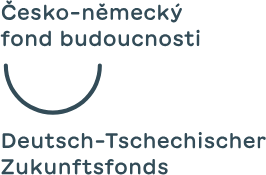 Česko-německý
fond budoucnosti
Deutsch-Tschechischer
Zukunftsfonds